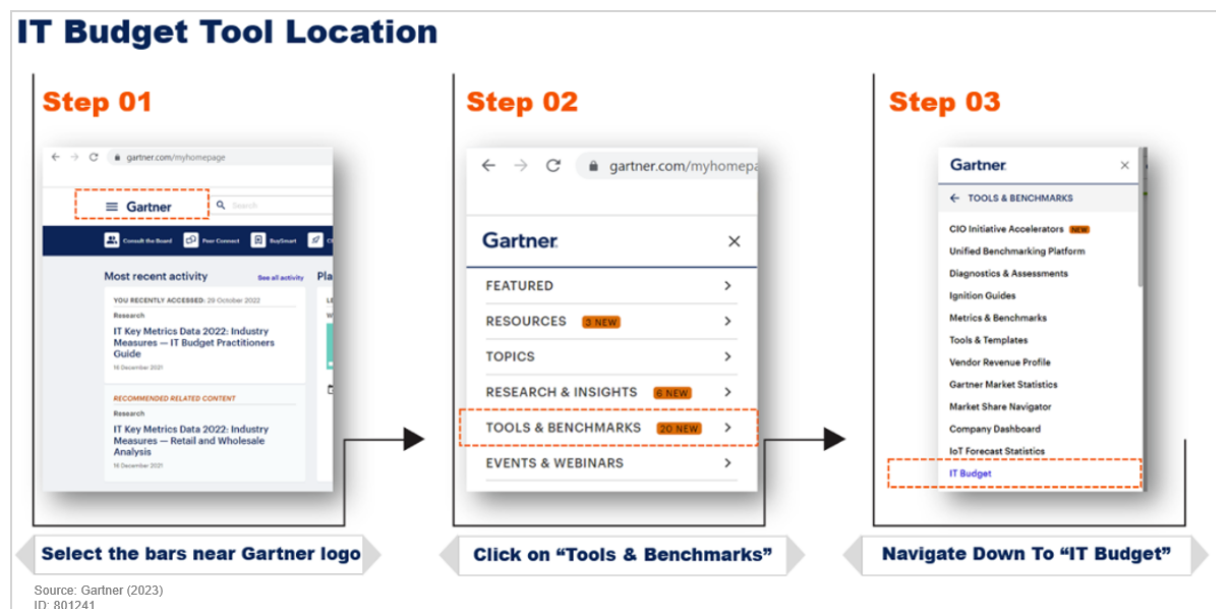 IT Budget Tool Location
Step 01
gartner.com/myhomepage
Gartner
Search
Consult the Board
Peer Connect
BuySmart
Most recent activity
See all activity
Pla
YOU RECENTLY ACCESSED: 29 October 2022
Research
IT Key Metrics Data 2022: Industry
Measures — IT Budget Practitioners
Guide
16 December 2021
RECOMMENDED RELATED CONTENT
Research
IT Key Metrics Data 2022: Industry
Measures — Retail and Wholesale
Analysis
16 December 2021
Select the bars near Gartner logo
Step 02
gartner.com/myhomepa
Gartner
FEATURED
RESOURCES 3 NEW
TOPICS
RESEARCH & INSIGHTS 6 NEW
TOOLS & BENCHMARKS 20 NEW
EVENTS & WEBINARS
Click on “Tools & Benchmarks”
Step 03
Gartner
TOOLS & BENCHMARKS
CIO Initiative Accelerators NEW
Unified Benchmarking Platform
Diagnostics & Assessments
Ignition Guides
Metrics & Benchmarks
Tools & Templates
Vendor Revenue Profile
Gartner Market Statistics
Market Share Navigator
Company Dashboard
IoT Forecast Statistics
IT Budget
Navigate Down To “IT Budget”
Source: Gartner (2023)
ID: 801241